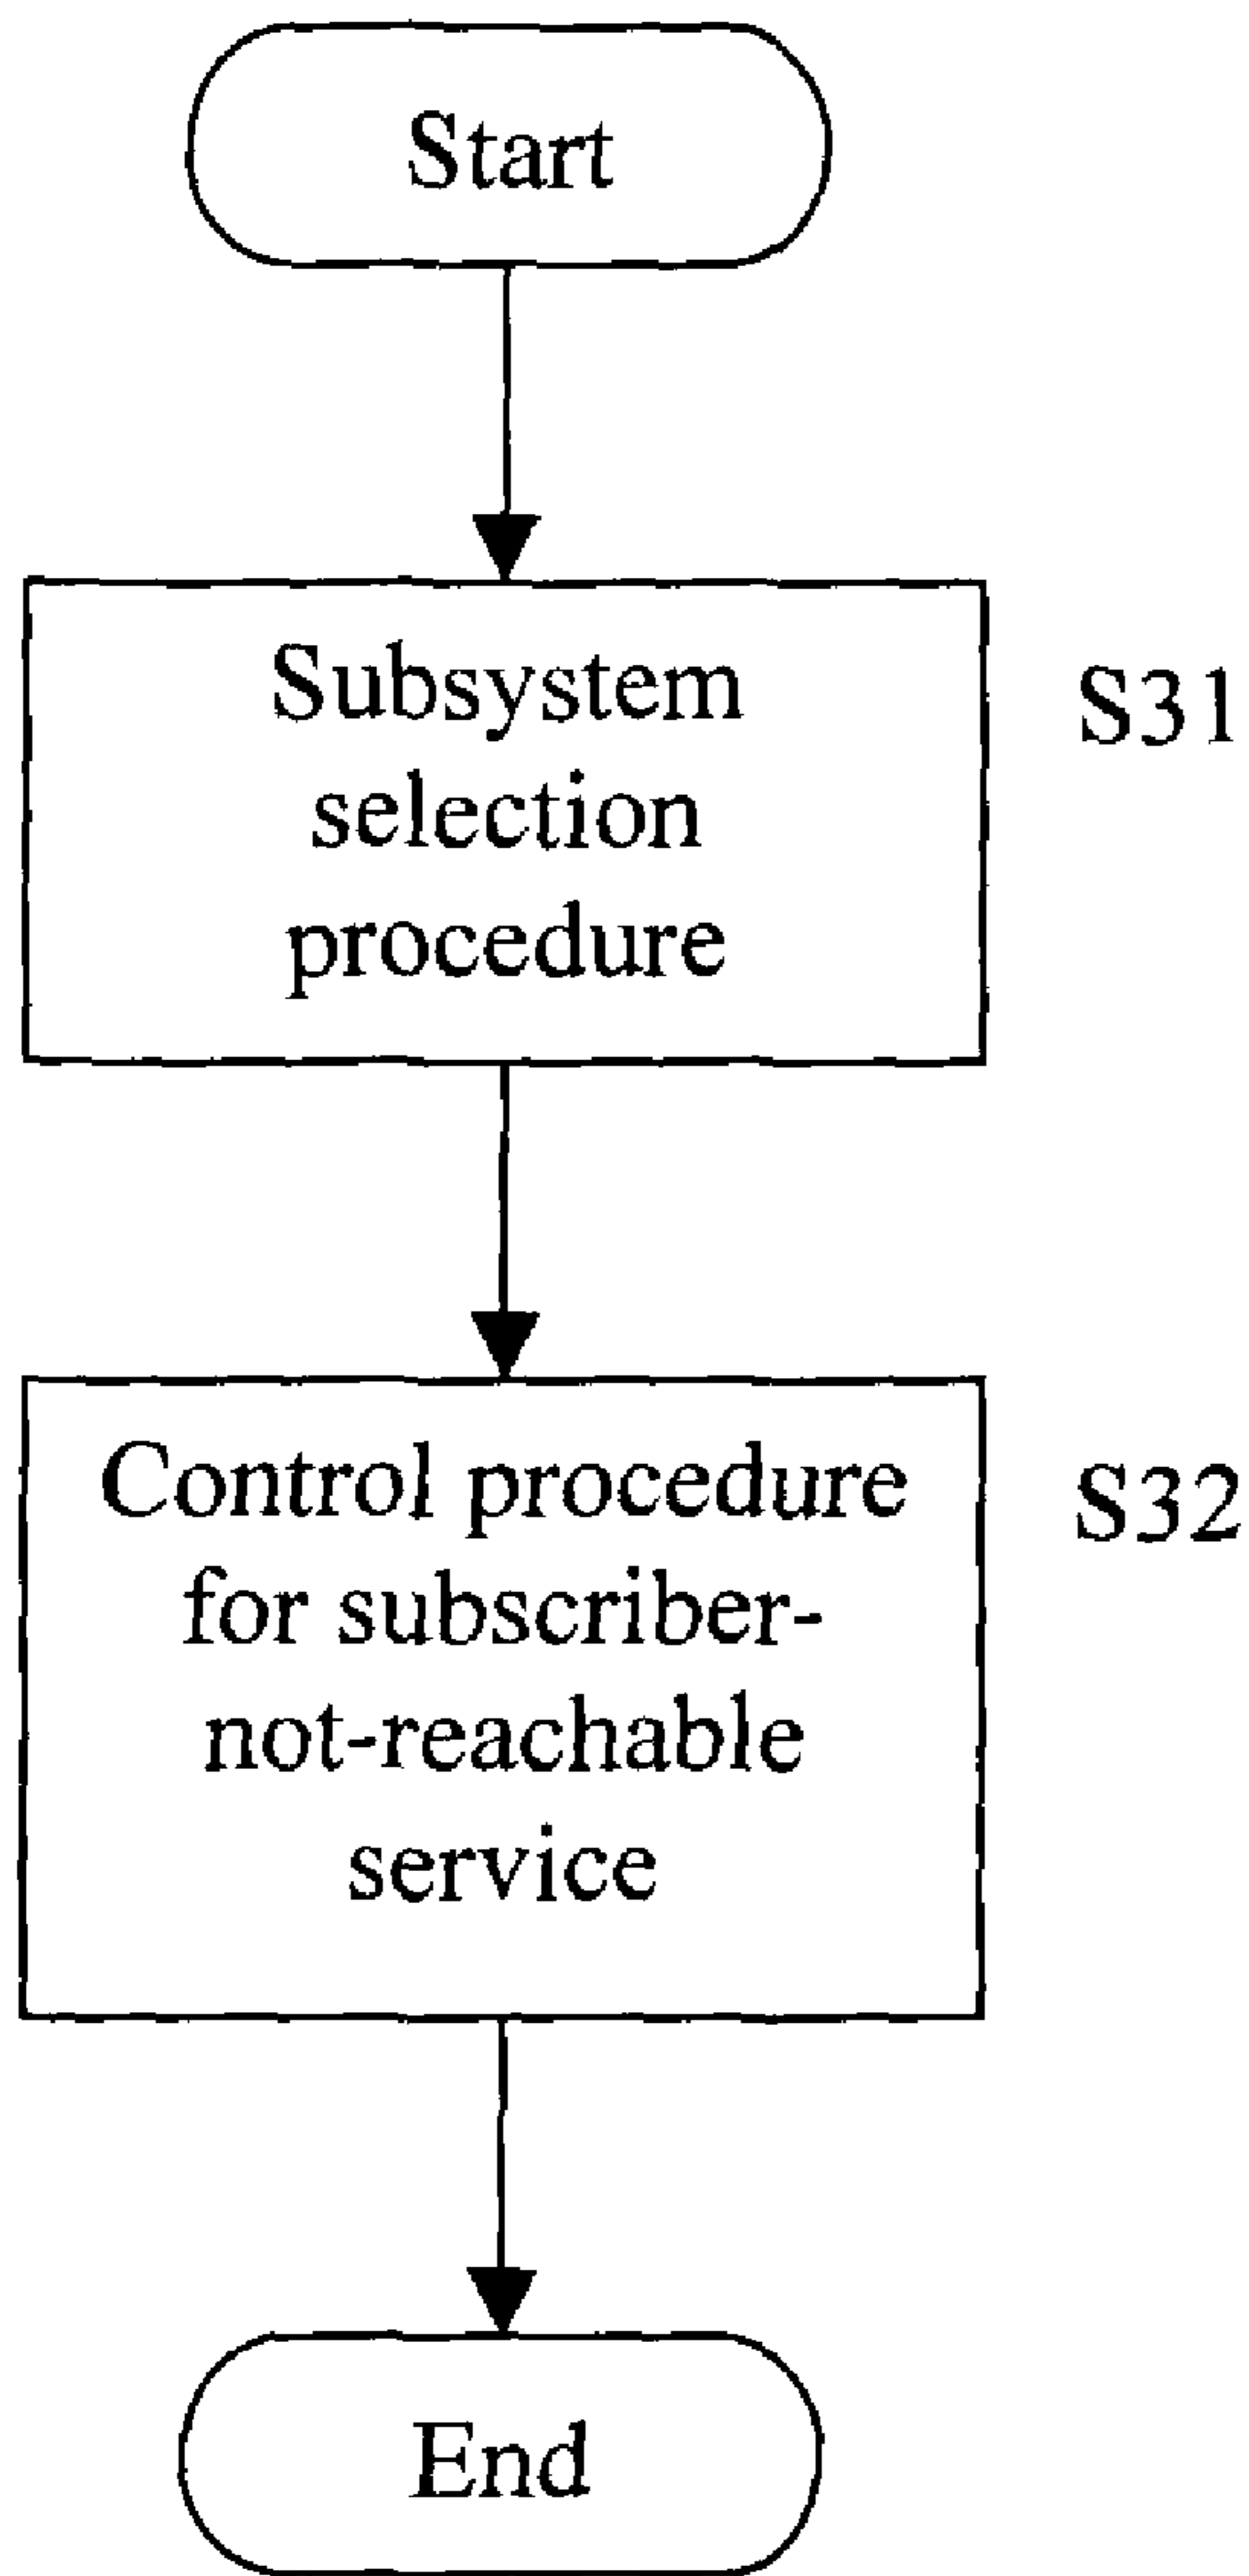 Start
Subsystem
selection
procedure
S31
Control procedure
for subscriber-
not-reachable
service
S32
End